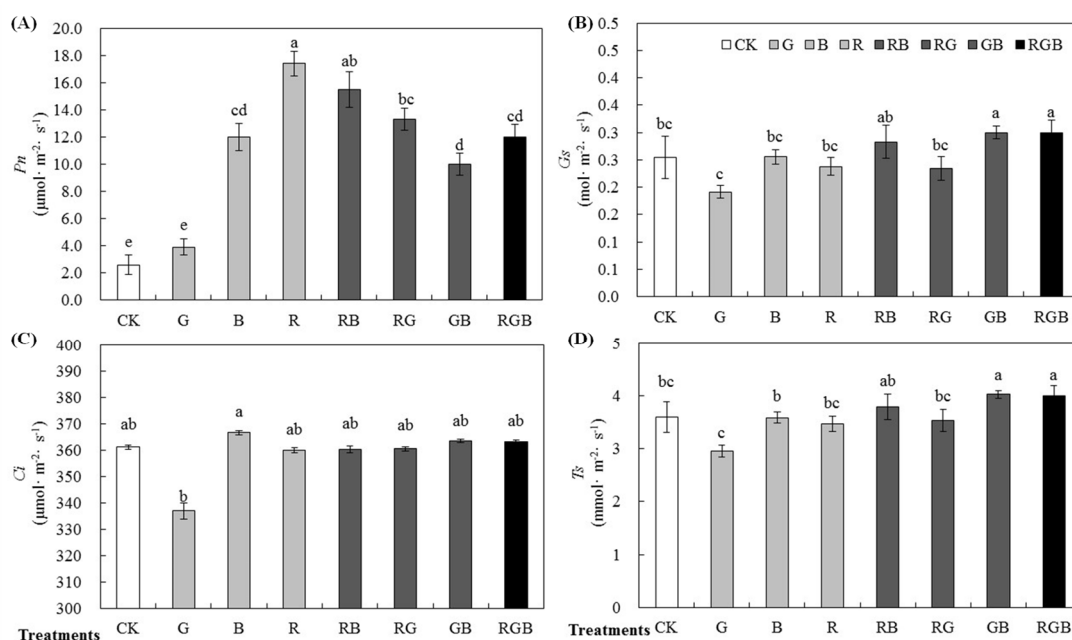 (A)
20.0
18.0
16.0
14.0
12.0
10.0
8.0
6.0
4.0
2.0
0.0
Pn
(µmol· m-2· s-1)
e
e
cd
a
ab
bc
d
cd
CK G B R RB RG GB RGB
(B)
0.5
0.5
0.4
0.4
0.3
0.3
0.2
0.2
0.1
0.1
0.0
Gs
(mol· m-2· s-1)
CK G B R RB RG GB RGB
bc
c
bc
bc
ab
bc
a
a
CK G B R RB RG GB RGB
(C)
400
390
380
370
360
350
340
330
320
310
300
Ci
(µmol· m-2· s-1)
ab
b
a
ab
ab
ab
ab
ab
Treatments CK G B R RB RG GB RGB
(D)
5
4
3
2
1
0
Ts
(mmol· m-2· s-1)
bc
c
b
bc
ab
bc
a
a
Treatments CK G B R RB RG GB RGB